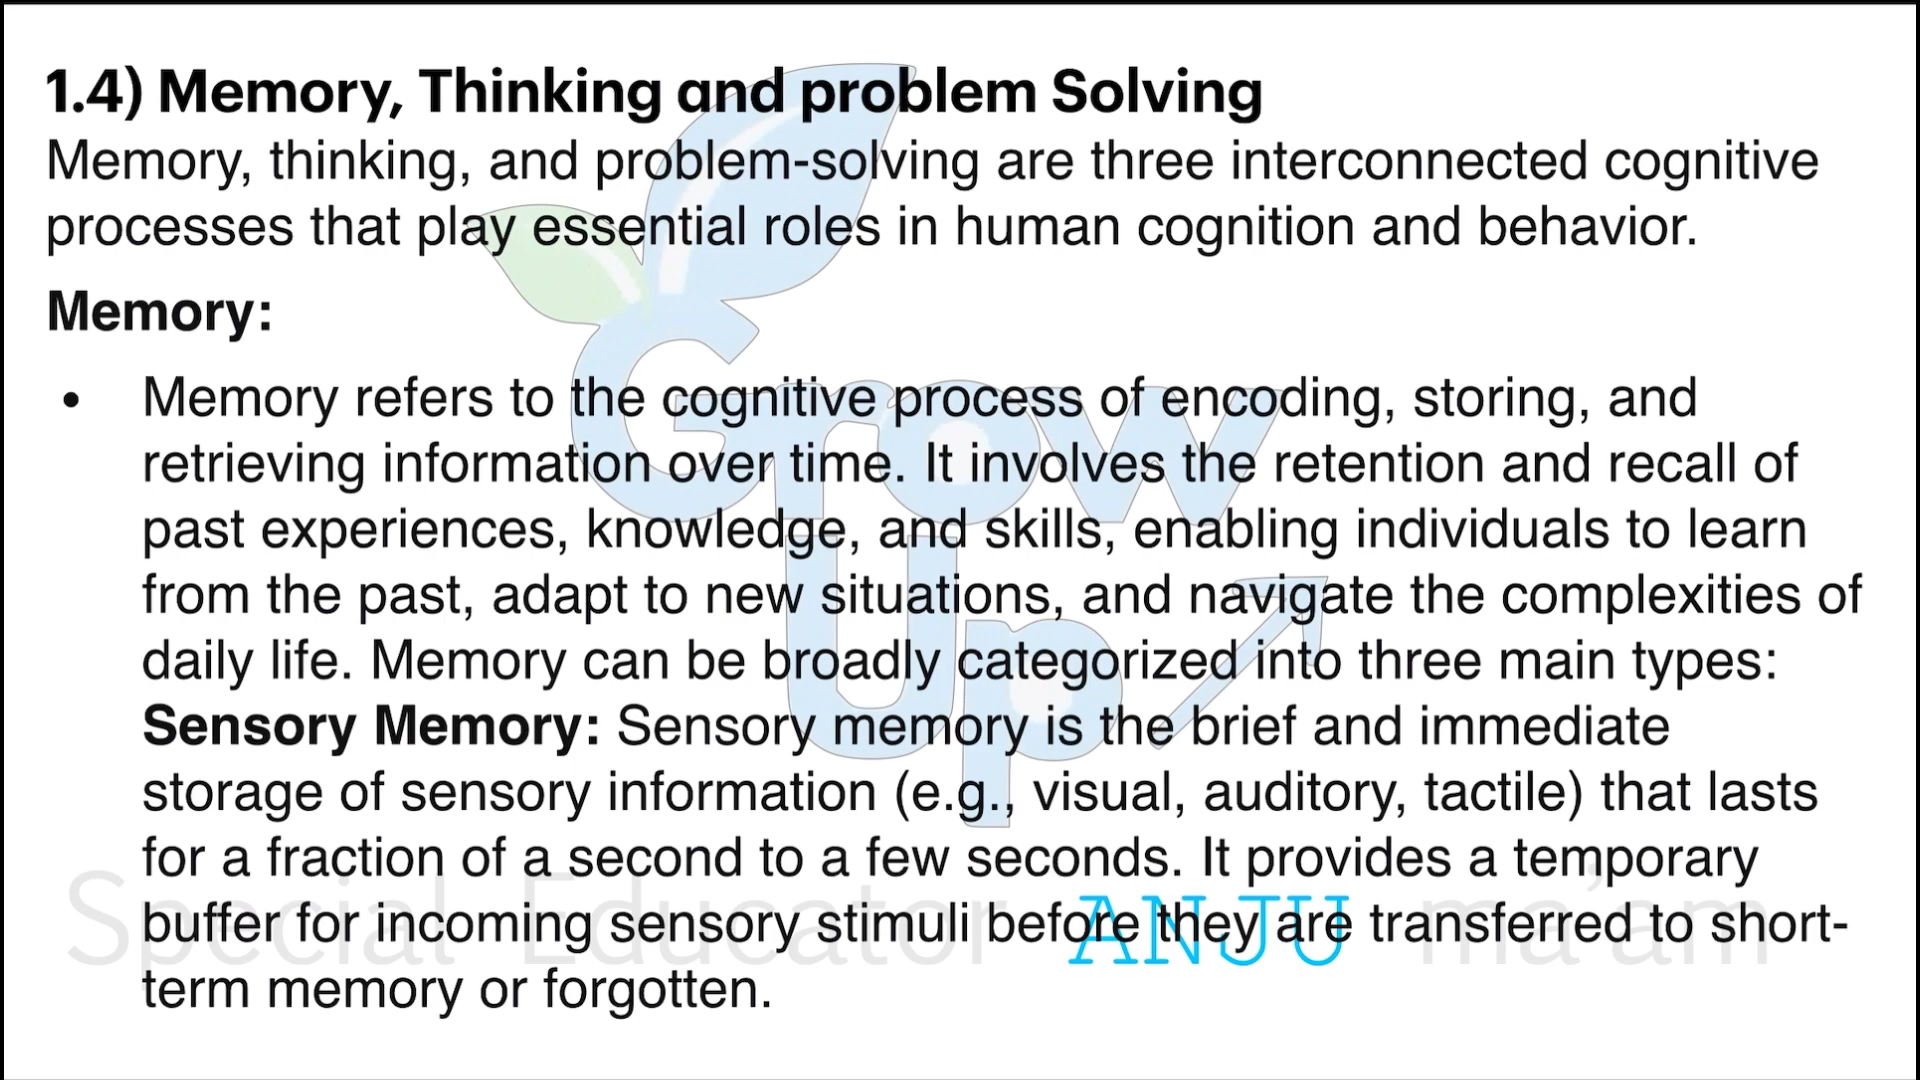 1.4) Memory, Thinking and problem Solving
Memory, thinking, and problem-solving are three interconnected cognitive
processes that play essential roles in human cognition and behavior.
Memory:
• Memory refers to the cognitive process of encoding, storing, and
retrieving information over time. It involves the retention and recall of
past experiences, knowledge, and skills, enabling individuals to learn
from the past, adapt to new situations, and navigate the complexities of
daily life. Memory can be broadly categorized into three main types:
Sensory Memory: Sensory memory is the brief and immediate
storage of sensory information (e.g., visual, auditory, tactile) that lasts
for a fraction of a second to a few seconds. It provides a temporary
buffer for incoming sensory stimuli before they are transferred to short-
term memory or forgotten.
Grow
Up
Special Educator ANJU ma'am